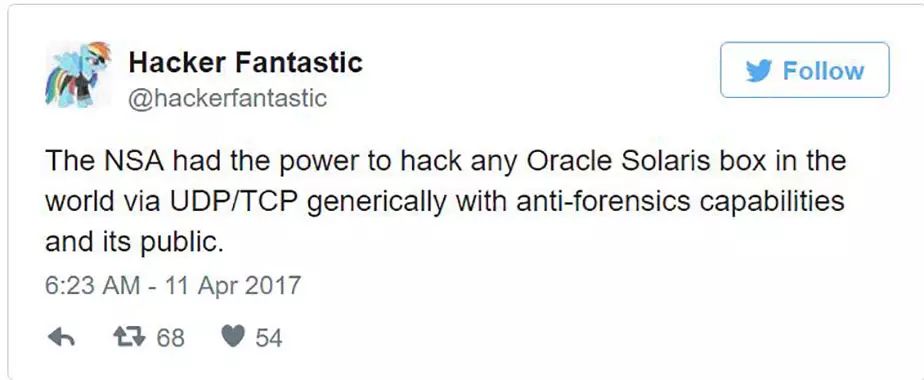 Hacker Fantastic
Follow
@hackerfantastic
The NSA had the power to hack any Oracle Solaris box in the
world via UDP/TCP generically with anti-forensics capabilities
and its public.
6:23 AM - 11 Apr 2017
68 54